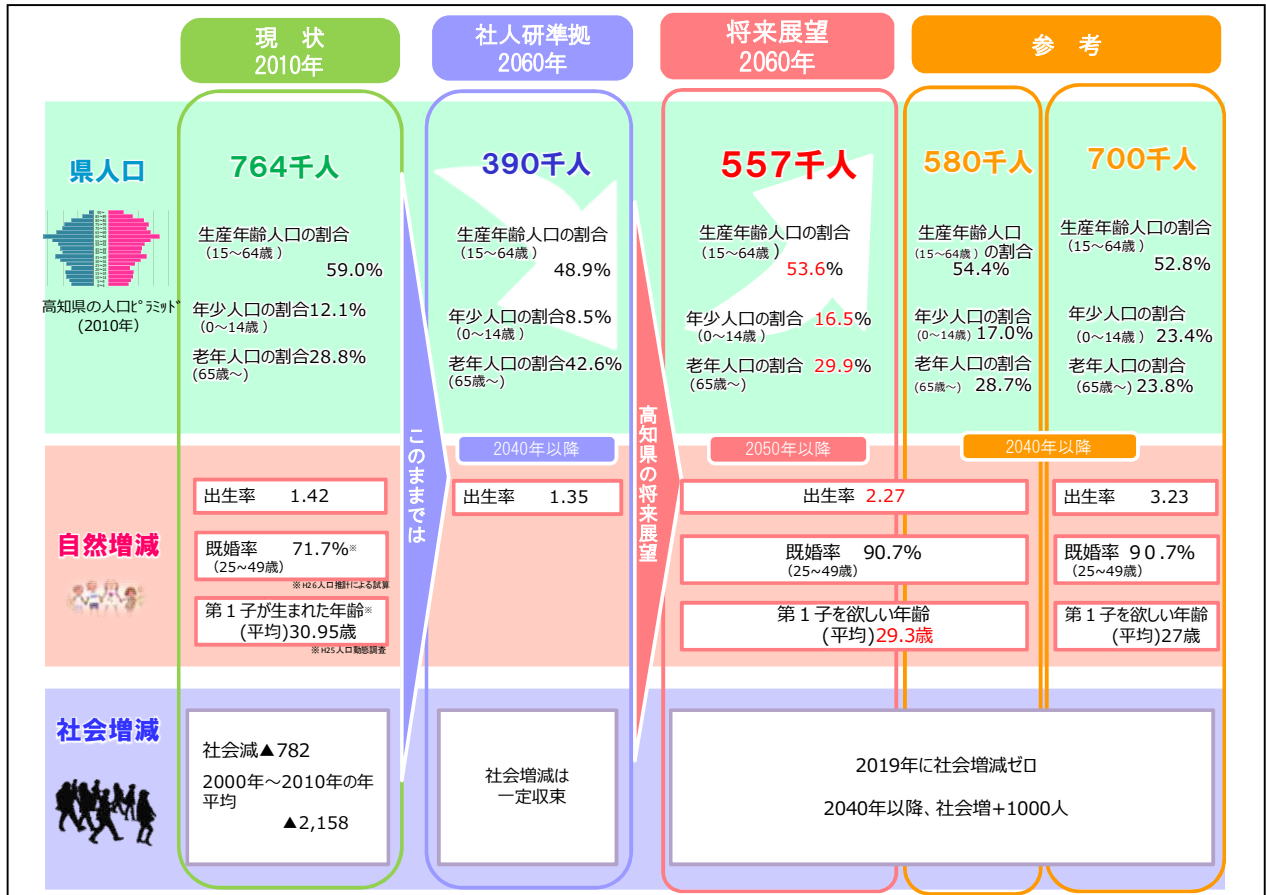 現　状
2010年
社人研準拠
2060年
将来展望
2060年
参　考
県人口
高知県の人口ﾋﾟﾗﾐｯﾄﾞ
(2010年)
764千人
生産年齢人口の割合
(15～64歳)
59.0%
年少人口の割合12.1%
(0～14歳)
老年人口の割合28.8%
(65歳～)
390千人
生産年齢人口の割合
(15～64歳)
48.9%
年少人口の割合8.5%
(0～14歳)
老年人口の割合42.6%
(65歳～)
557千人
生産年齢人口の割合
(15～64歳)
53.6%
年少人口の割合 16.5%
(0～14歳)
老年人口の割合 29.9%
(65歳～)
580千人
生産年齢人口
(15～64歳)の割合
54.4%
年少人口の割合
(0～14歳)17.0%
老年人口の割合
(65歳～) 28.7%
700千人
生産年齢人口の割合
(15～64歳)
52.8%
年少人口の割合
(0～14歳) 23.4%
老年人口の割合
(65歳～)23.8%
このままでは
高知県の将来展望
2040年以降
2050年以降
2040年以降
自然増減
出生率　1.42
既婚率　71.7%※
(25~49歳)
※H26人口推計による試算
第１子が生まれた年齢※
(平均)30.95歳
※H25人口動態調査
出生率　1.35
出生率 2.27
既婚率　90.7%
(25~49歳)
第１子を欲しい年齢
(平均)29.3歳
出生率　3.23
既婚率 ９０.７%
(25~49歳)
第１子を欲しい年齢
(平均)27歳
社会増減
社会減▲782
2000年～2010年の年
平均
▲2,158
社会増減は
一定収束
2019年に社会増減ゼロ
2040年以降、社会増+1000人